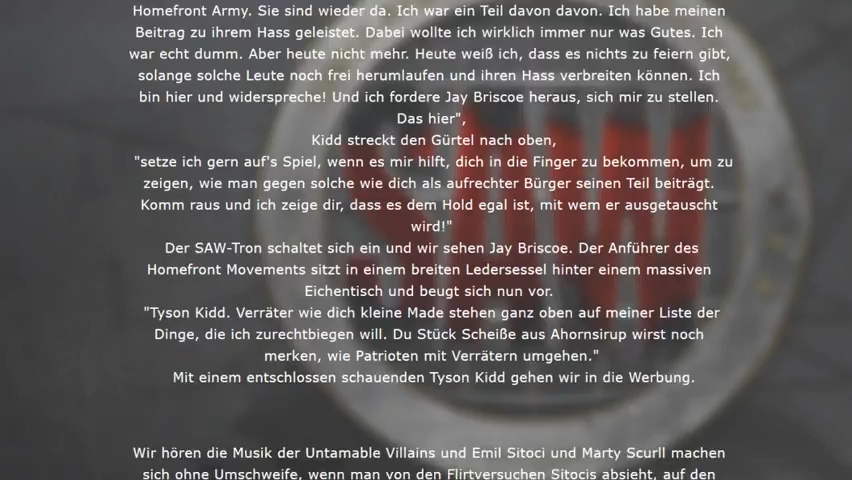 Homefront Army. Sie sind wieder da. Ich war ein Teil davon davon. Ich habe meinen
Beitrag zu ihrem Hass geleistet. Dabei wollte ich wirklich immer nur was Gutes. Ich
war echt dumm. Aber heute nicht mehr. Heute weiß ich, dass es nichts zu feiern gibt,
solange solche Leute noch frei herumlaufen und ihren Hass verbreiten können. Ich
bin hier und widerspreche! Und ich fordere Jay Briscoe heraus, sich mir zu stellen.
Das hier",
Kidd streckt den Gürtel nach oben,
"setze ich gern auf's Spiel, wenn es mir hilft, dich in die Finger zu bekommen, um zu
zeigen, wie man gegen solche wie dich als aufrechter Bürger seinen Teil beiträgt.
Komm raus und ich zeige dir, dass es dem Hold egal ist, mit wem er ausgetauscht
wird!"
Der SAW-Tron schaltet sich ein und wir sehen Jay Briscoe. Der Anführer des
Homefront Movements sitzt in einem breiten Ledersessel hinter einem massiven
Eichentisch und beugt sich nun vor.
"Tyson Kidd. Verräter wie dich kleine Made stehen ganz oben auf meiner Liste der
Dinge, die ich zurechtbiegen will. Du Stück Scheiße aus Ahornsirup wirst noch
merken, wie Patrioten mit Verrätern umgehen."
Mit einem entschlossen schauenden Tyson Kidd gehen wir in die Werbung.
Wir hören die Musik der Untamable Villains und Emil Sitoci und Marty Scurll machen
sich ohne Umschweife, wenn man von den Flirtversuchen Sitocis absieht, auf den
SAW